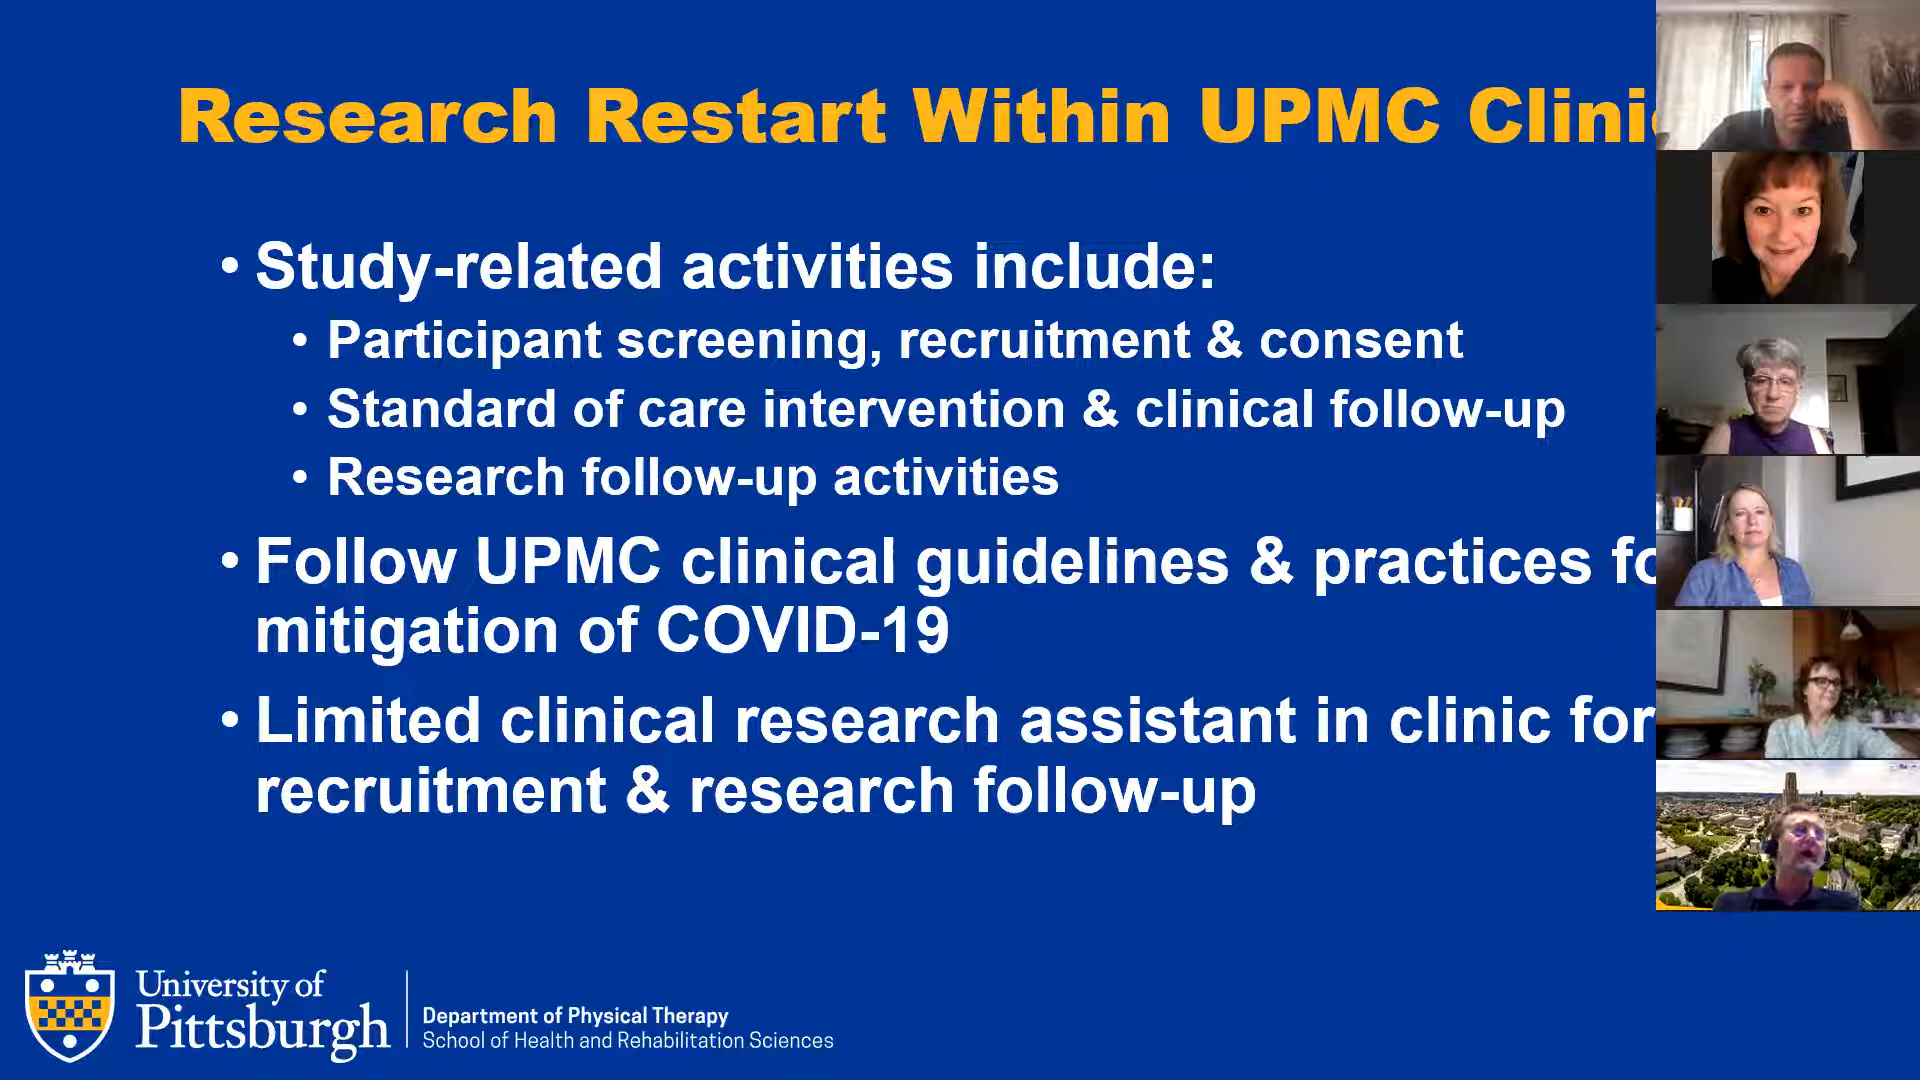 Research Restart Within UPMC Clini
• Study-related activities include:
• Participant screening, recruitment & consent
• Standard of care intervention & clinical follow-up
• Research follow-up activities
• Follow UPMC clinical guidelines & practices fo
mitigation of COVID-19
• Limited clinical research assistant in clinic for
recruitment & research follow-up
University of
Pittsburgh
Department of Physical Therapy
School of Health and Rehabilitation Sciences